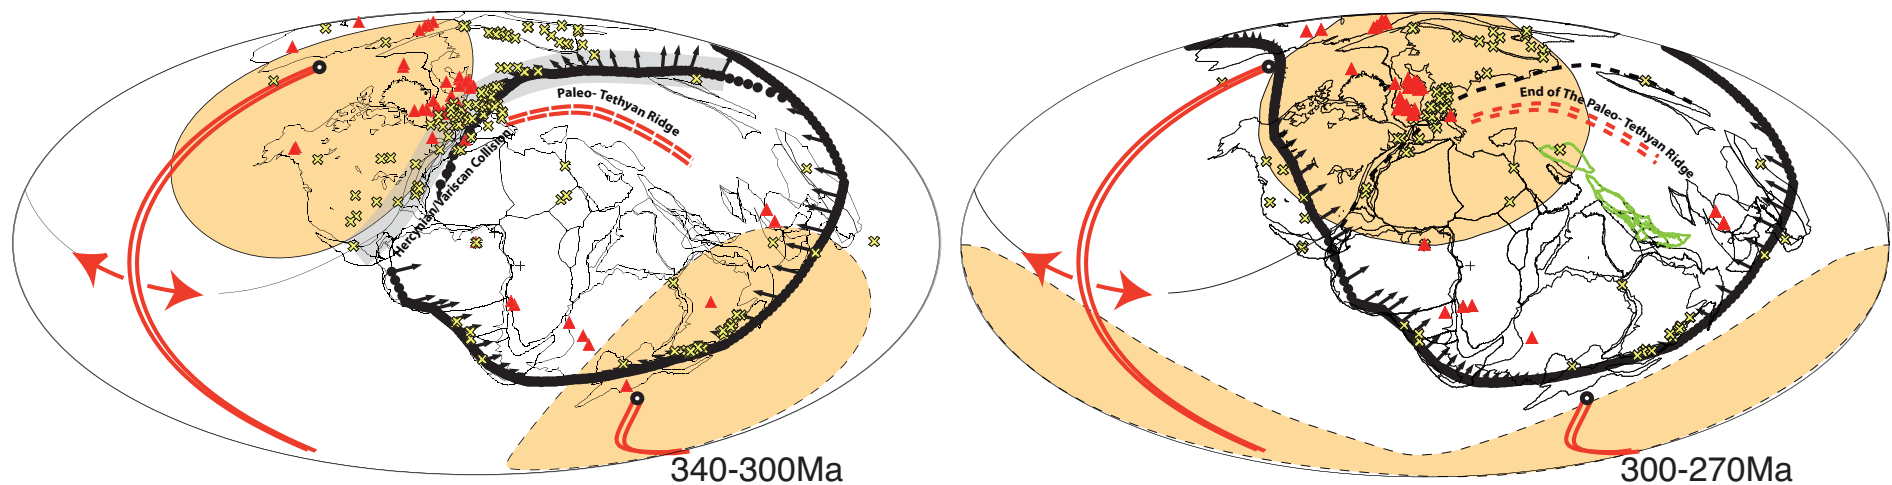 Paleo- Tethyan Ridge
Hercynian/Variscan Collision
340-300Ma
End of The Paleo- Tethyan Ridge
300-270Ma